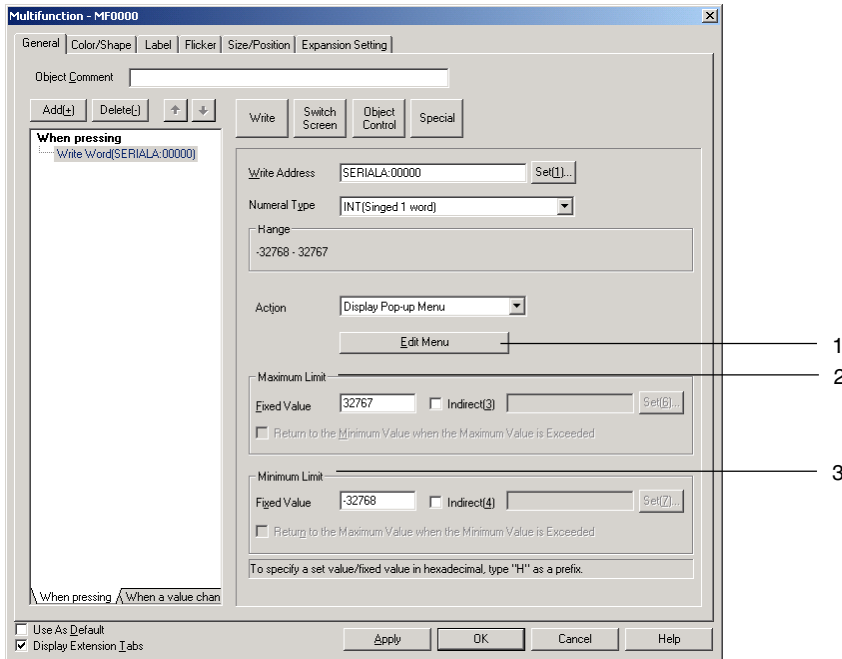 Multifunction - MF0000
General Color/Shape Label Flicker Size/Position Expansion Setting
Object Comment
Add(+) Delete(-)
Write Switch Screen Object Control Special
When pressing
Write Word(SERIALA:00000)
Write Address SERIALA:00000 Set(1)...
Numeral Type INT(Singed 1 word)
Range
-32768 - 32767
Action Display Pop-up Menu
Edit Menu 1
Maximum Limit 2
Fixed Value 32767 Indirect(3) Set(6)...
Return to the Minimum Value when the Maximum Value is Exceeded
Minimum Limit 3
Fixed Value -32768 Indirect(4) Set(7)...
Return to the Maximum Value when the Minimum Value is Exceeded
To specify a set value/fixed value in hexadecimal, type "H" as a prefix.
When pressing When a value chan
Use As Default
Display Extension Tabs
Apply OK Cancel Help